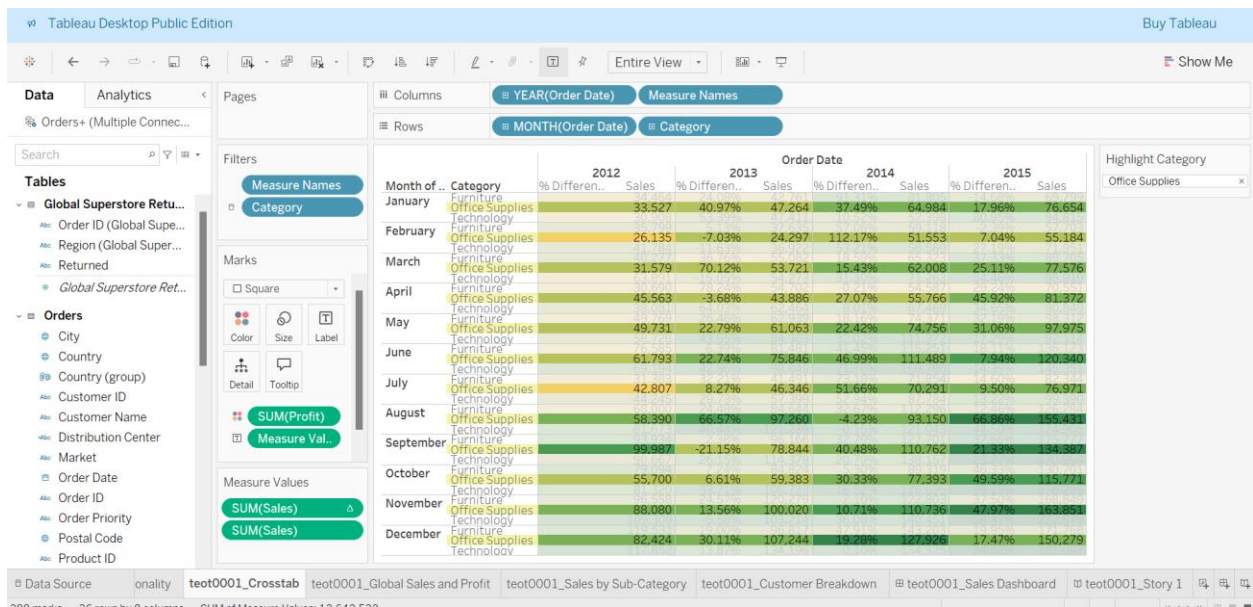 Tableau Desktop Public Edition
Buy Tableau
Entire View
Show Me
Data
Analytics
Pages
Columns
YEAR(Order Date)
Measure Names
Orders+ (Multiple Connec...
Rows
MONTH(Order Date)
Category
Search
Tables
Global Superstore Retu...
Order ID (Global Supe...
Region (Global Super...
Returned
Global Superstore Ret...
Orders
City
Country
Country (group)
Customer ID
Customer Name
Distribution Center
Market
Order Date
Order ID
Order Priority
Postal Code
Product ID
Filters
Measure Names
Category
Marks
Square
Color
Size
Label
Detail
Tooltip
SUM(Profit)
Measure Val..
Measure Values
SUM(Sales)
SUM(Sales)
Order Date
2012 2013 2014 2015
Month of .. Category % Differen.. Sales % Differen.. Sales % Differen.. Sales % Differen.. Sales
January Furniture
Office Supplies 33,527 40.97% 47,264 37.49% 64,984 17.96% 76,654
Technology
February Furniture
Office Supplies 26,135 -7.03% 24,297 112.17% 51,553 7.04% 55,184
Technology
March Furniture
Office Supplies 31,579 70.12% 53,721 15.43% 62,008 25.11% 77,576
Technology
April Furniture
Office Supplies 45,563 -3.68% 43,886 27.07% 55,766 45.92% 81,372
Technology
May Furniture
Office Supplies 49,731 22.79% 61,063 22.42% 74,756 31.06% 97,975
Technology
June Furniture
Office Supplies 61,793 22.74% 75,846 46.99% 111,489 7.94% 120,340
Technology
July Furniture
Office Supplies 42,807 8.27% 46,346 51.66% 70,291 9.50% 76,971
Technology
August Furniture
Office Supplies 58,390 66.57% 97,260 -4.23% 93,150 66.86% 155,431
Technology
September Furniture
Office Supplies 99,987 -21.15% 78,844 40.48% 110,762 21.33% 134,387
Technology
October Furniture
Office Supplies 55,700 6.61% 59,383 30.33% 77,393 49.59% 115,771
Technology
November Furniture
Office Supplies 88,080 13.56% 100,020 10.71% 110,736 47.97% 163,851
Technology
December Furniture
Office Supplies 82,424 30.11% 107,244 19.28% 127,926 17.47% 150,279
Technology
Highlight Category
Office Supplies
Data Source
onality
teot0001_Crosstab
teot0001_Global Sales and Profit
teot0001_Sales by Sub-Category
teot0001_Customer Breakdown
teot0001_Sales Dashboard
teot0001_Story 1